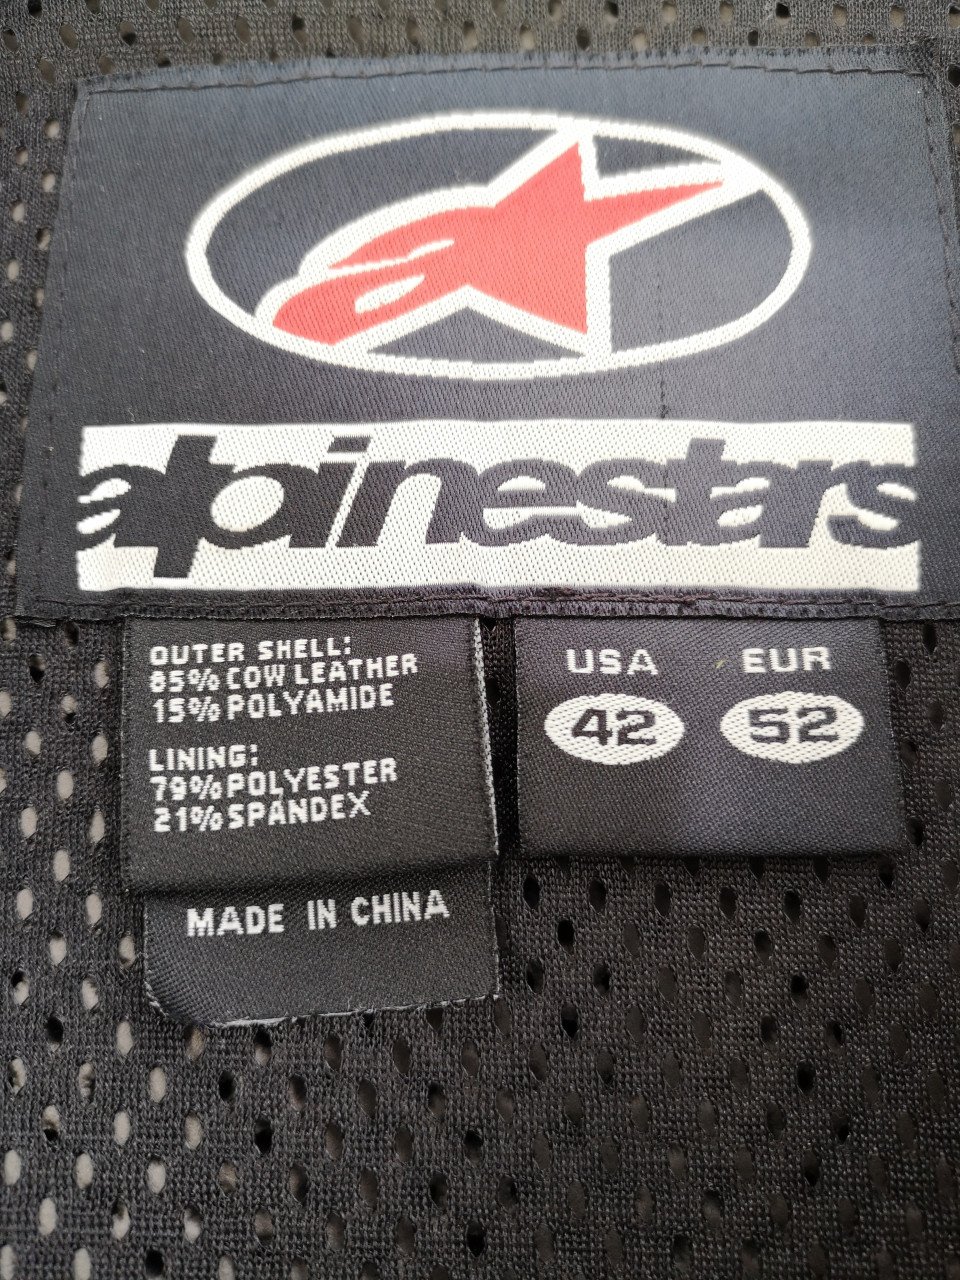 alpinestars
OUTER SHELL:
85% COW LEATHER
15% POLYAMIDE
LINING:
79% POLYESTER
21% SPANDEX
MADE IN CHINA
USA EUR
42 52